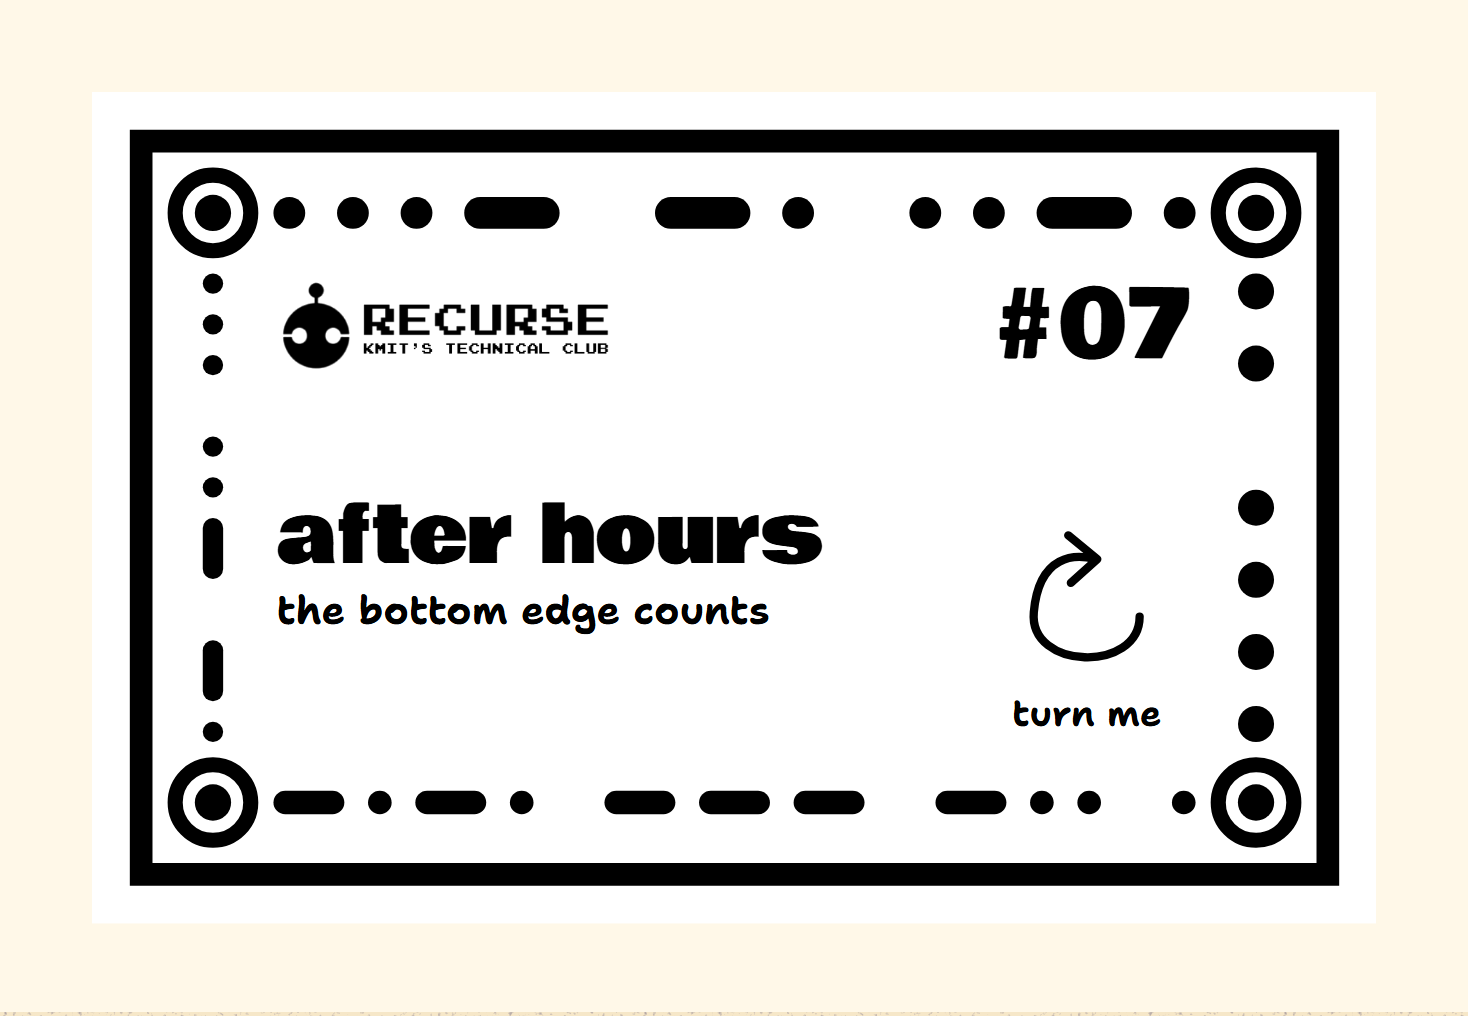 RECURSE
KMIT'S TECHNICAL CLUB
#07
after hours
the bottom edge counts
turn me